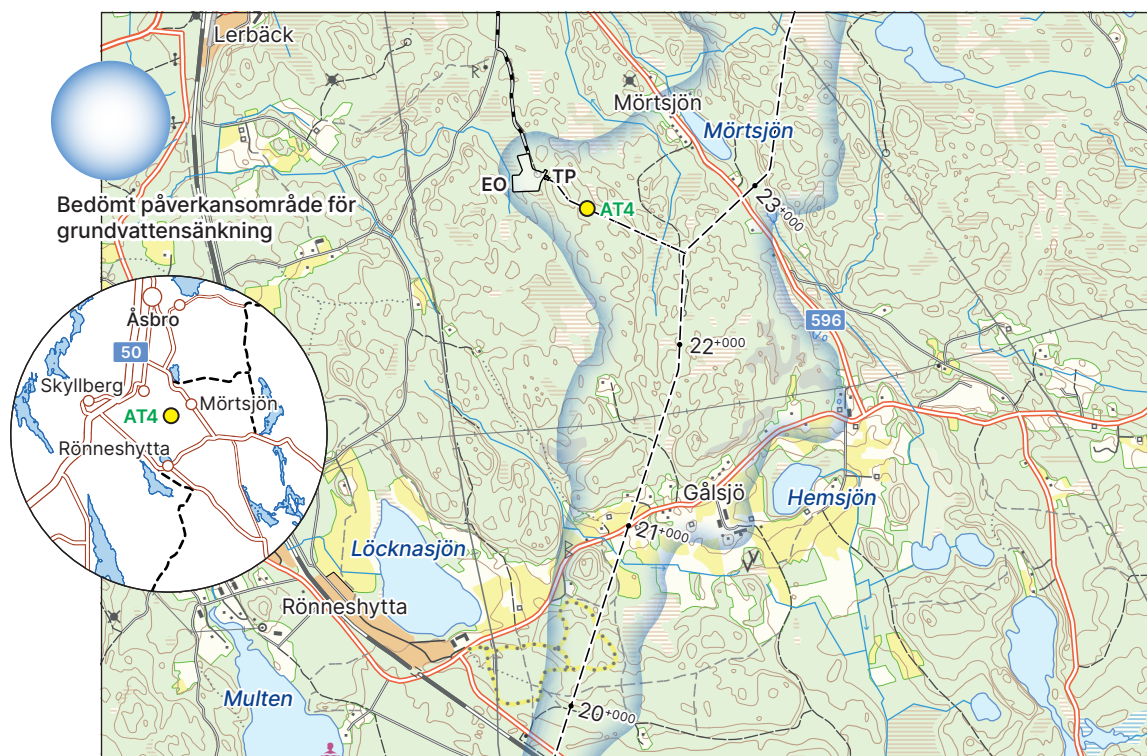 Lerbäck
Mörtsjön
Mörtsjön
EO
TP
AT4
Bedömt påverkansområde för
grundvattensänkning
23+000
596
22+000
Åsbro
50
Skyllberg
AT4
Mörtsjön
Rönneshytta
Gålsjö
Hemsjön
21+000
Löcknasjön
Rönneshytta
Multen
20+000